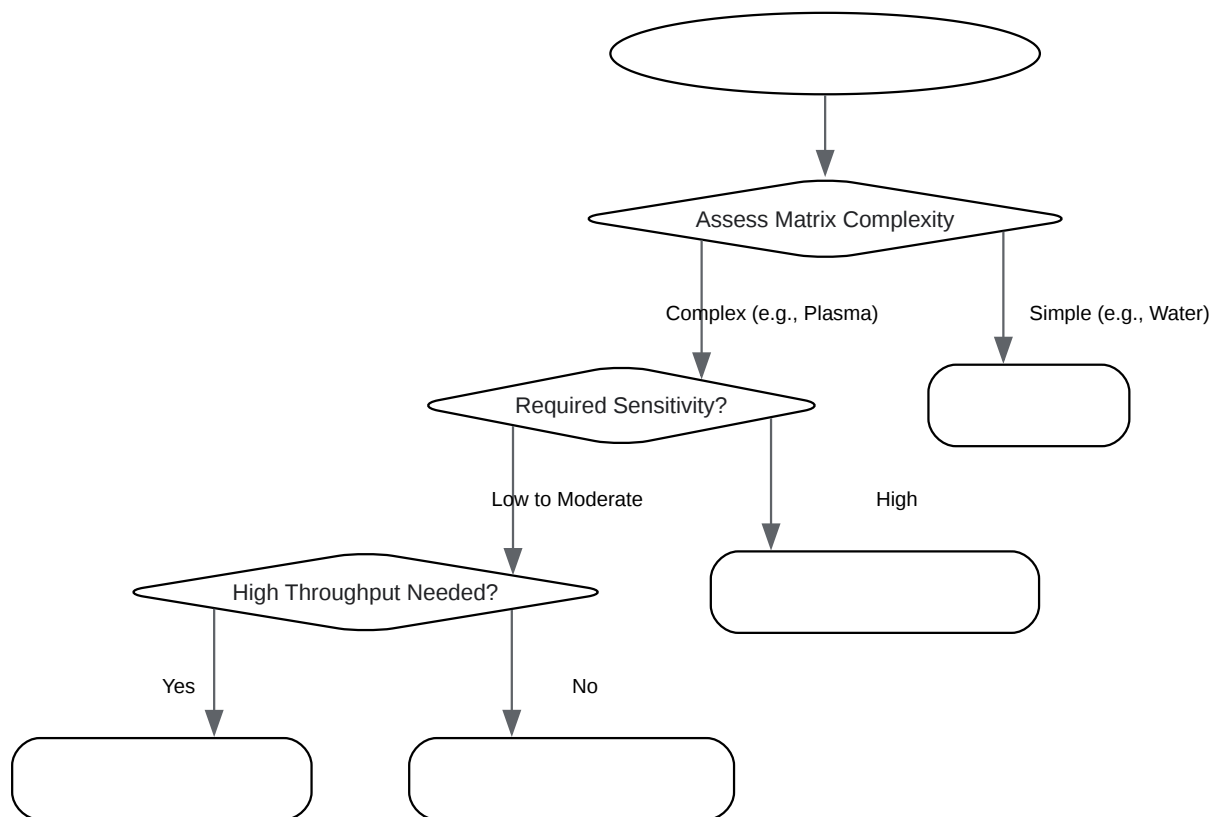 Assess Matrix Complexity
Complex (e.g., Plasma)
Simple (e.g., Water)
Required Sensitivity?
Low to Moderate
High
High Throughput Needed?
Yes
No